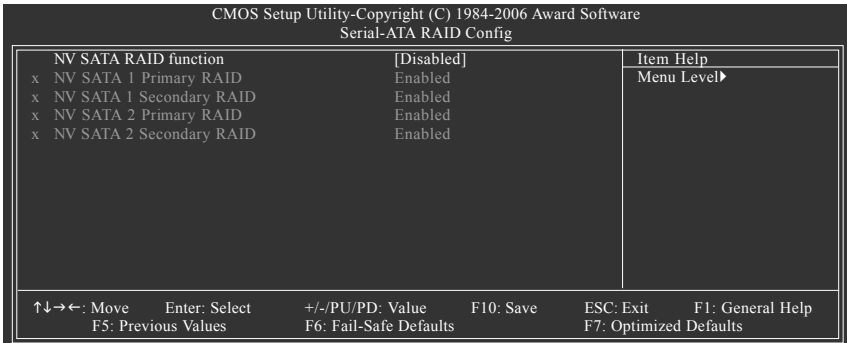 CMOS Setup Utility-Copyright (C) 1984-2006 Award Software
Serial-ATA RAID Config
NV SATA RAID function [Disabled] Item Help
x NV SATA 1 Primary RAID Enabled Menu Level▶
x NV SATA 1 Secondary RAID Enabled
x NV SATA 2 Primary RAID Enabled
x NV SATA 2 Secondary RAID Enabled
↑↓→←: Move Enter: Select +/-/PU/PD: Value F10: Save ESC: Exit F1: General Help
F5: Previous Values F6: Fail-Safe Defaults F7: Optimized Defaults